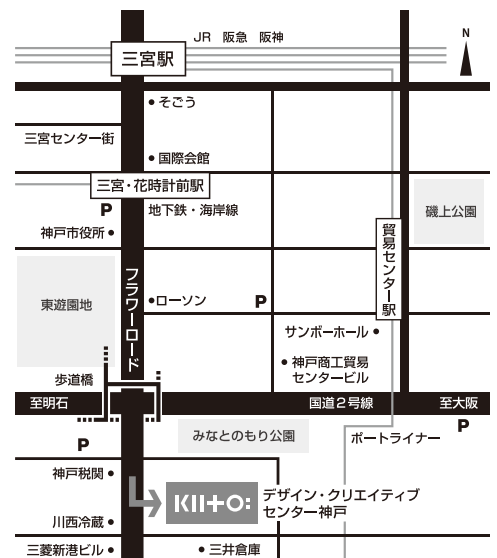 JR 阪急 阪神
N
三宮駅
そごう
三宮センター街
国際会館
三宮・花時計前駅
P
地下鉄・海岸線
磯上公園
神戸市役所
貿易センター駅
フラワーロード
東遊園地
ローソン
P
サンボーホール
神戸商工貿易
センタービル
歩道橋
至明石
国道2号線
至大阪
P
みなとのもり公園
ポートライナー
P
神戸税関
KIITO:
デザイン・クリエイティブ
センター神戸
川西冷蔵
三菱新港ビル
三井倉庫